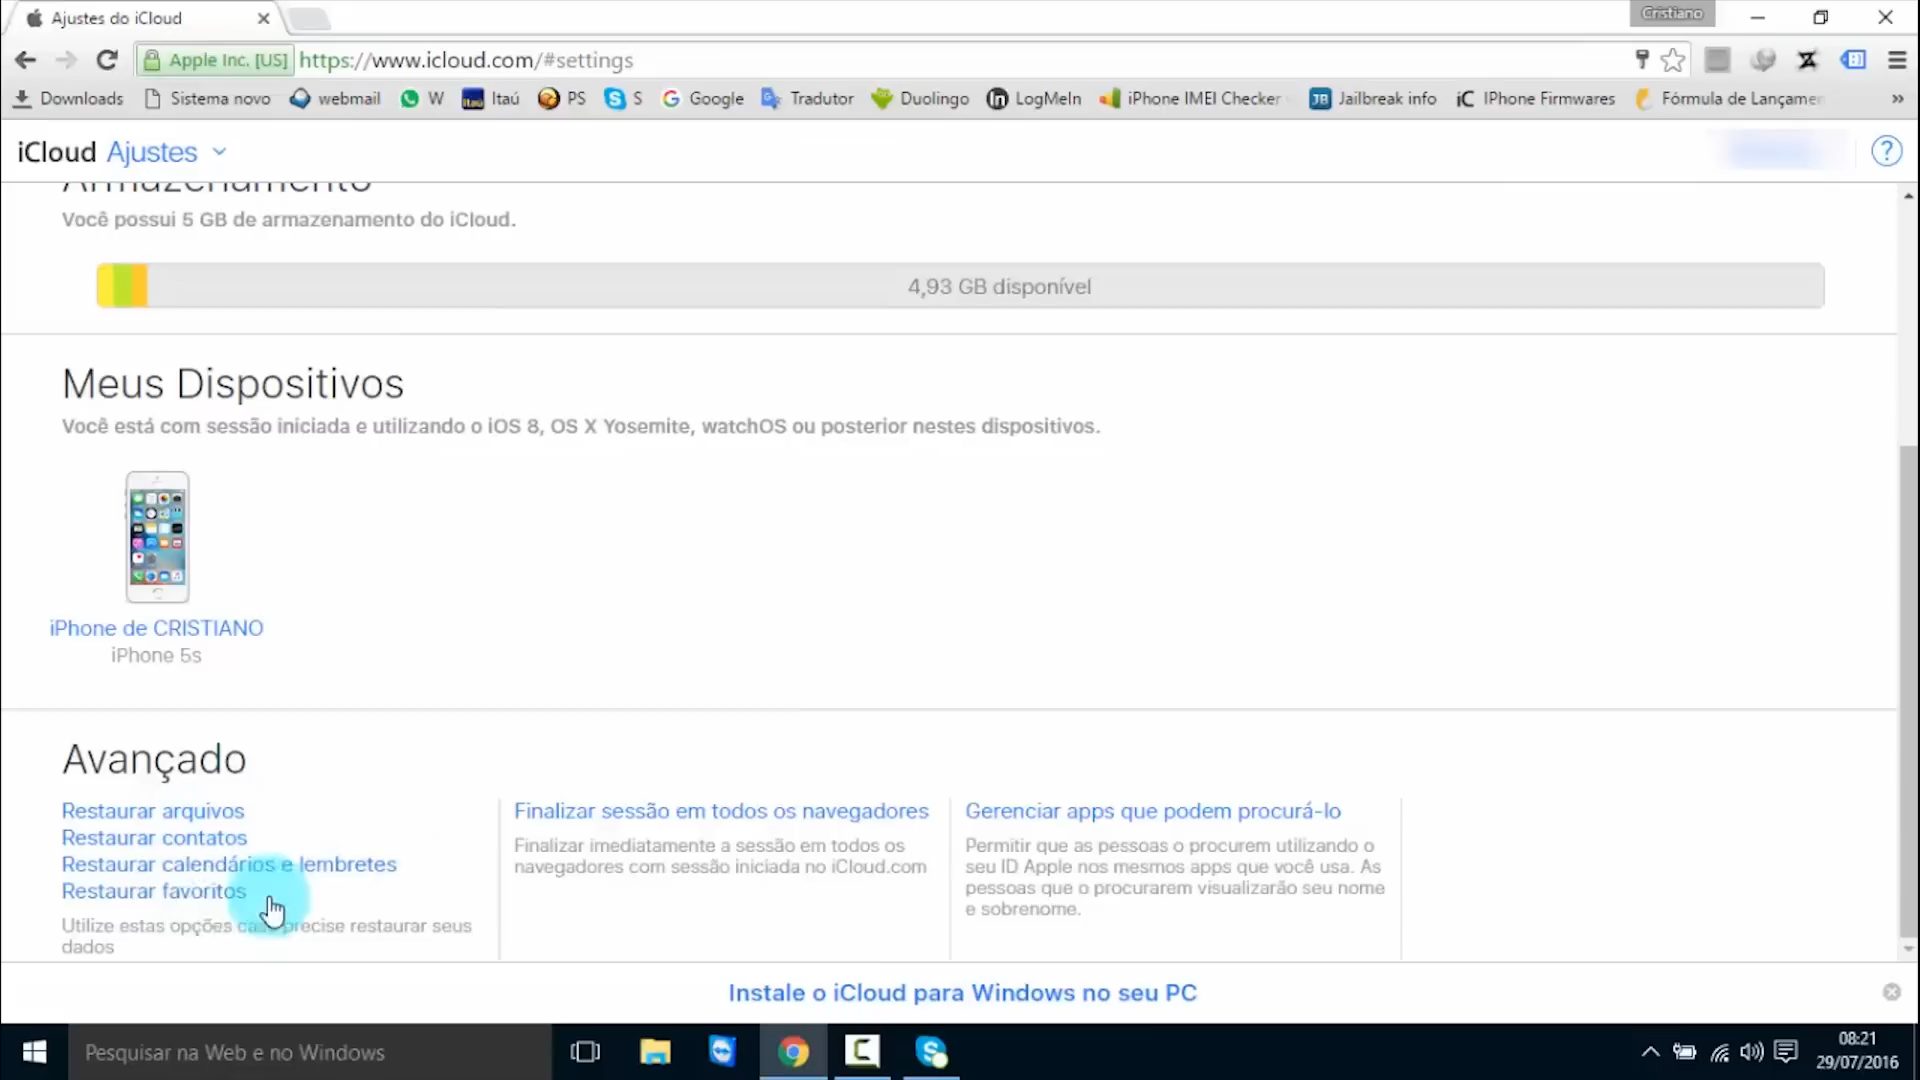 Ajustes do iCloud
Cristiano
Apple Inc. [US] https://www.icloud.com/#settings
Downloads Sistema novo webmail W Itaú PS S Google Tradutor Duolingo LogMeIn iPhone IMEI Checker Jailbreak info IPhone Firmwares Fórmula de Lançamen »
iCloud Ajustes
?
Armazenamento
Você possui 5 GB de armazenamento do iCloud.
4,93 GB disponível
Meus Dispositivos
Você está com sessão iniciada e utilizando o iOS 8, OS X Yosemite, watchOS ou posterior nestes dispositivos.
iPhone de CRISTIANO
iPhone 5s
Avançado
Restaurar arquivos
Restaurar contatos
Restaurar calendários e lembretes
Restaurar favoritos
Utilize estas opções caso precise restaurar seus
dados
Finalizar sessão em todos os navegadores
Finalizar imediatamente a sessão em todos os
navegadores com sessão iniciada no iCloud.com
Gerenciar apps que podem procurá-lo
Permitir que as pessoas o procurem utilizando o
seu ID Apple nos mesmos apps que você usa. As
pessoas que o procurarem visualizarão seu nome
e sobrenome.
Instale o iCloud para Windows no seu PC
Pesquisar na Web e no Windows
08:21
29/07/2016